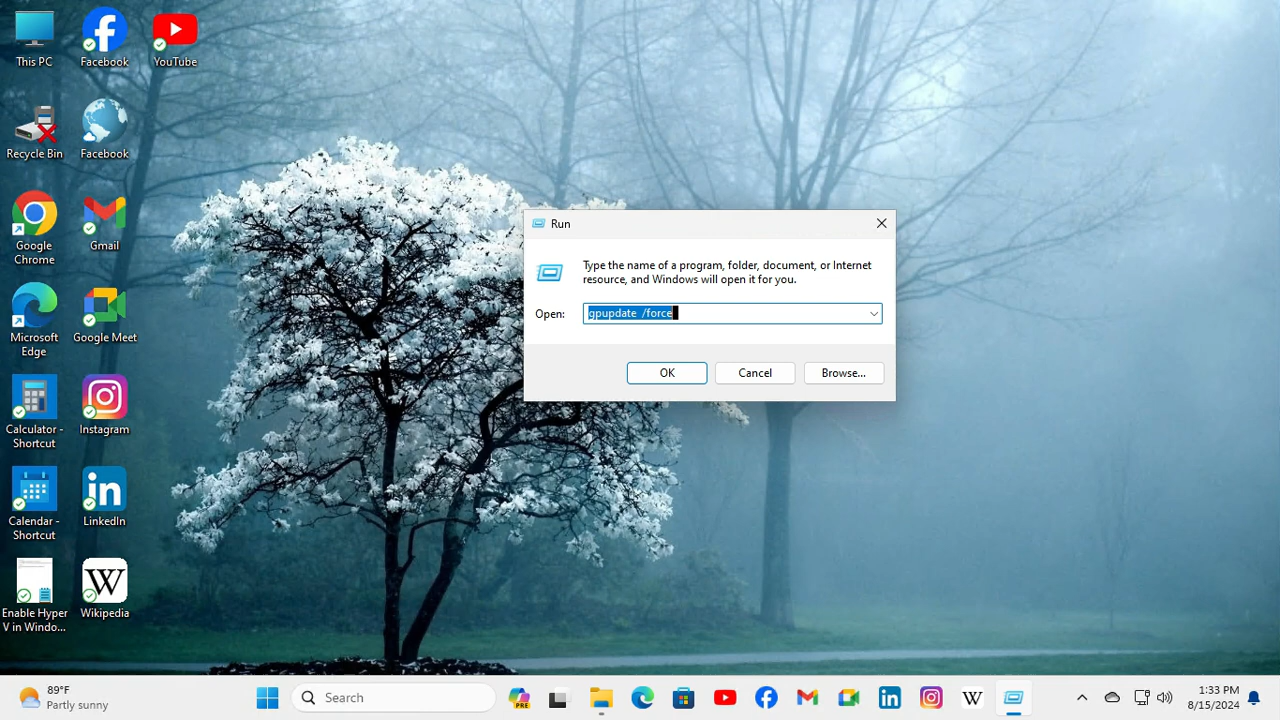 This PC
Facebook
YouTube
Recycle Bin
Facebook
Google
Chrome
Gmail
Microsoft
Edge
Google Meet
Calculator -
Shortcut
Instagram
Calendar -
Shortcut
LinkedIn
Enable Hyper
V in Windo...
Wikipedia
Run
Type the name of a program, folder, document, or Internet
resource, and Windows will open it for you.
Open: gpupdate /force
OK Cancel Browse...
89°F
Partly sunny
Search
PRE
1:33 PM
8/15/2024